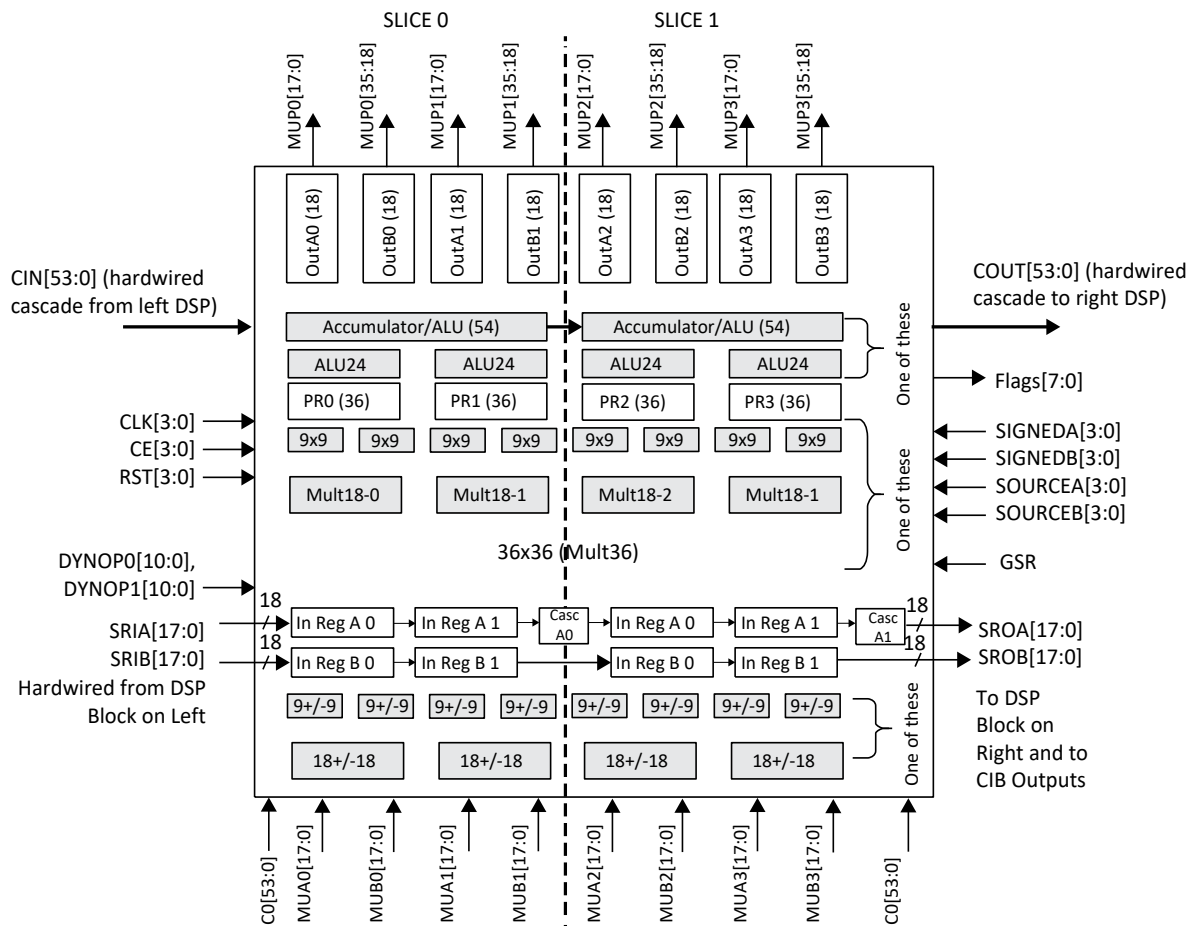 SLICE 0
SLICE 1
MUP0[17:0]
MUP0[35:18]
MUP1[17:0]
MUP1[35:18]
MUP2[17:0]
MUP2[35:18]
MUP3[17:0]
MUP3[35:18]
OutA0 (18)
OutB0 (18)
OutA1 (18)
OutB1 (18)
OutA2 (18)
OutB2 (18)
OutA3 (18)
OutB3 (18)
CIN[53:0] (hardwired
cascade from left DSP)
COUT[53:0] (hardwired
cascade to right DSP)
Accumulator/ALU (54)
Accumulator/ALU (54)
ALU24
ALU24
ALU24
ALU24
One of these
Flags[7:0]
PR0 (36)
PR1 (36)
PR2 (36)
PR3 (36)
CLK[3:0]
CE[3:0]
RST[3:0]
9x9
9x9
9x9
9x9
9x9
9x9
9x9
9x9
SIGNEDA[3:0]
SIGNEDB[3:0]
SOURCEA[3:0]
SOURCEB[3:0]
Mult18-0
Mult18-1
Mult18-2
Mult18-1
One of these
36x36 (Mult36)
GSR
DYNOP0[10:0],
DYNOP1[10:0]
18
SRIA[17:0]
18
SRIB[17:0]
Hardwired from DSP
Block on Left
In Reg A 0
In Reg A 1
Casc
A0
In Reg A 0
In Reg A 1
Casc
A1
18
SROA[17:0]
In Reg B 0
In Reg B 1
In Reg B 0
In Reg B 1
18
SROB[17:0]
To DSP
Block on
Right and to
CIB Outputs
9+/-9
9+/-9
9+/-9
9+/-9
9+/-9
9+/-9
9+/-9
9+/-9
18+/-18
18+/-18
18+/-18
18+/-18
One of these
C0[53:0]
MUA0[17:0]
MUB0[17:0]
MUA1[17:0]
MUB1[17:0]
MUA2[17:0]
MUB2[17:0]
MUA3[17:0]
MUB3[17:0]
C0[53:0]